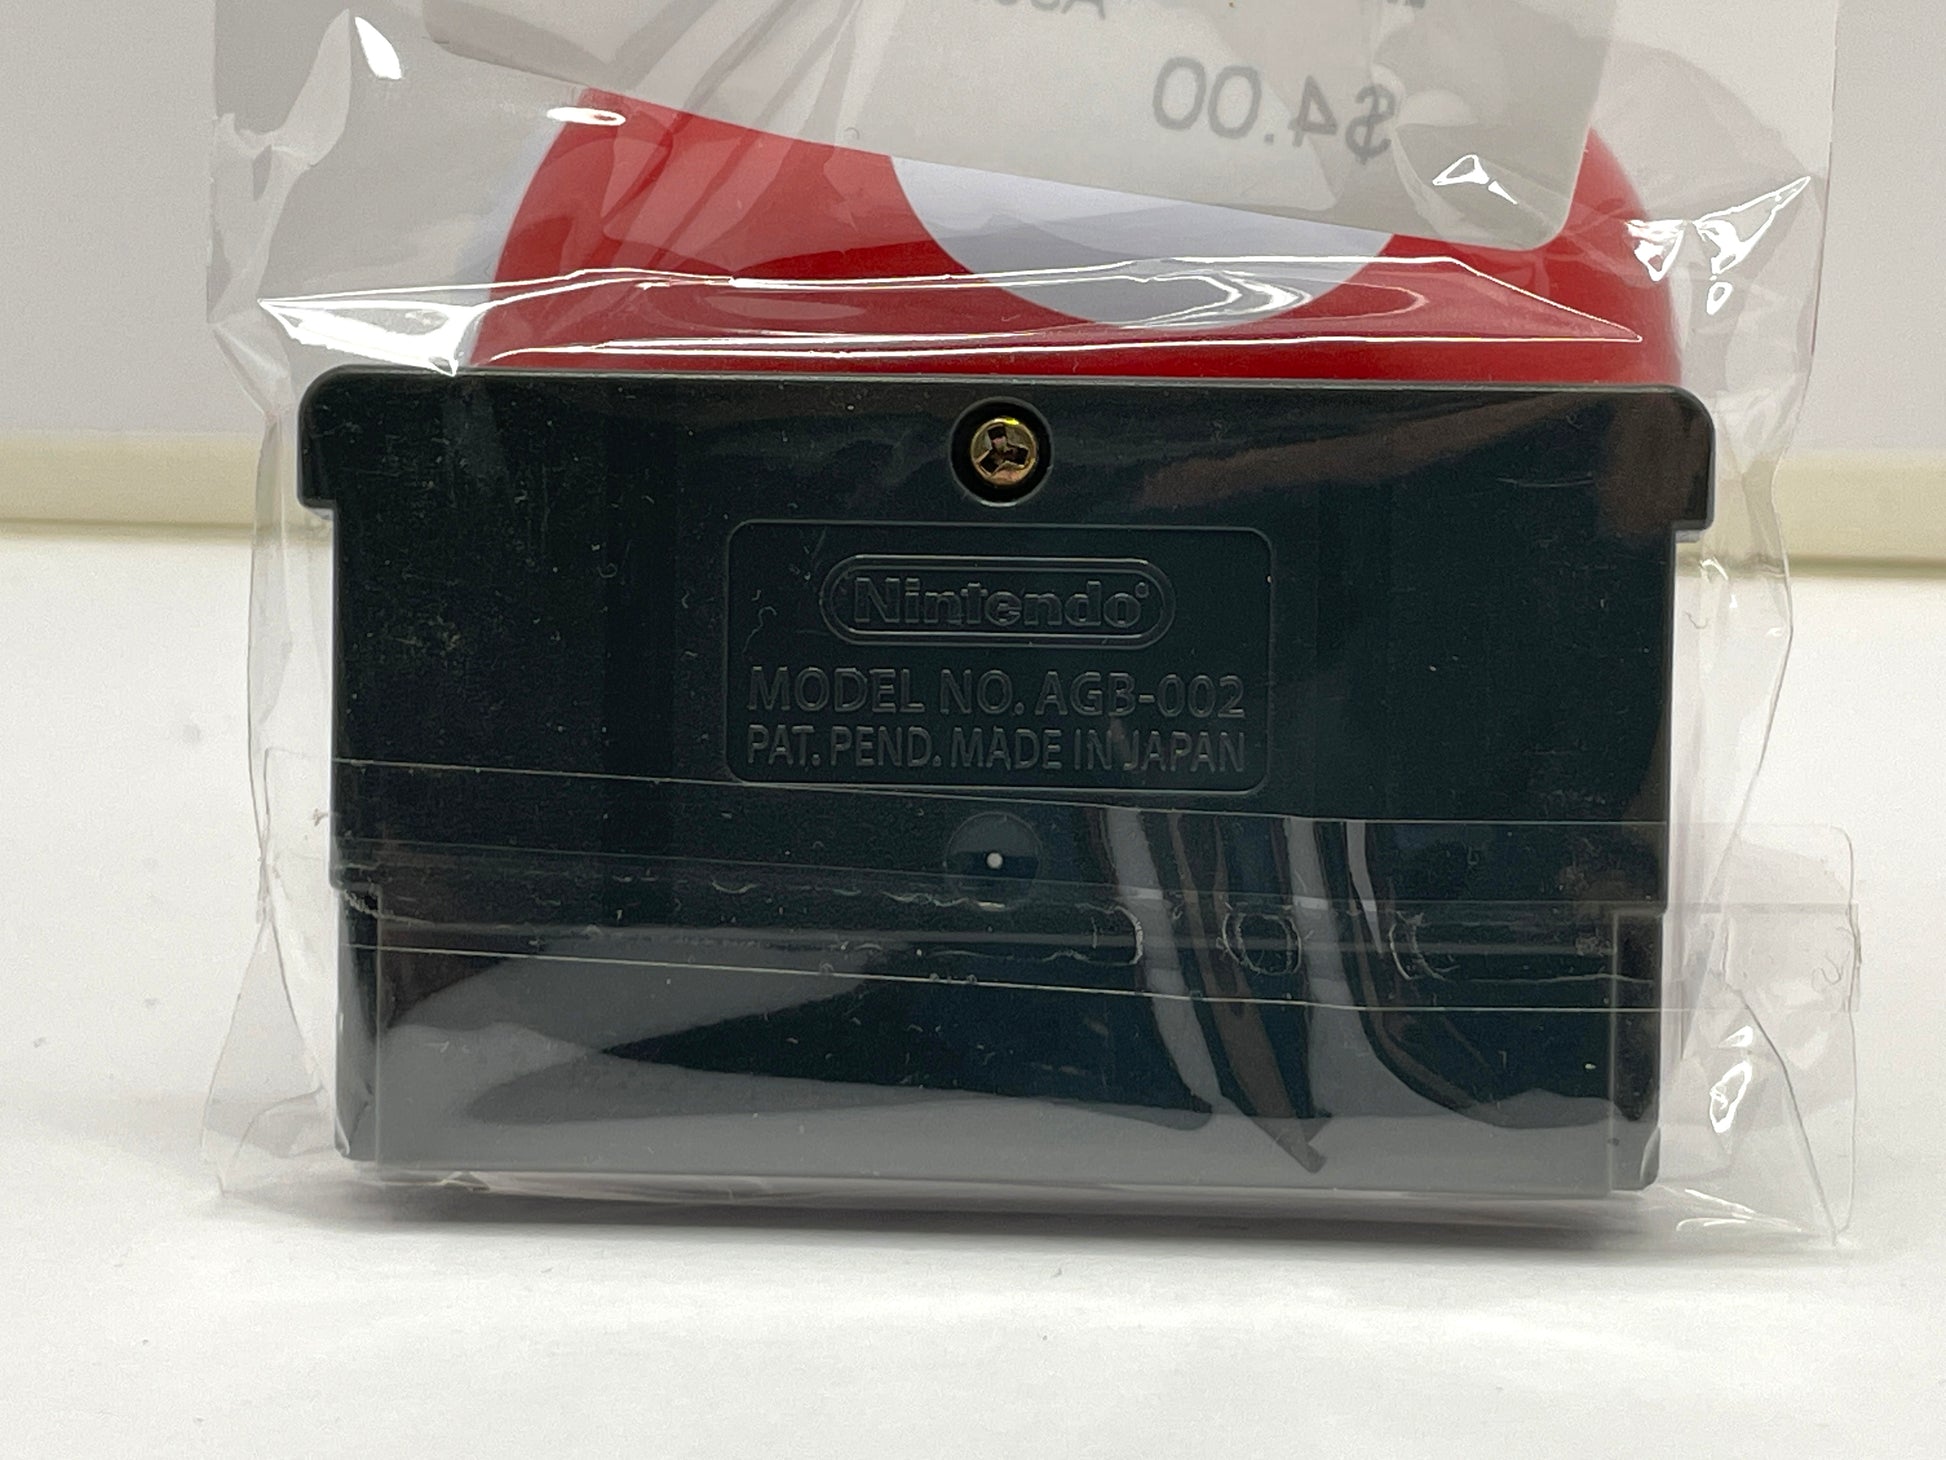 $4.00
Nintendo®
MODEL NO. AGB-002
PAT. PEND. MADE IN JAPAN